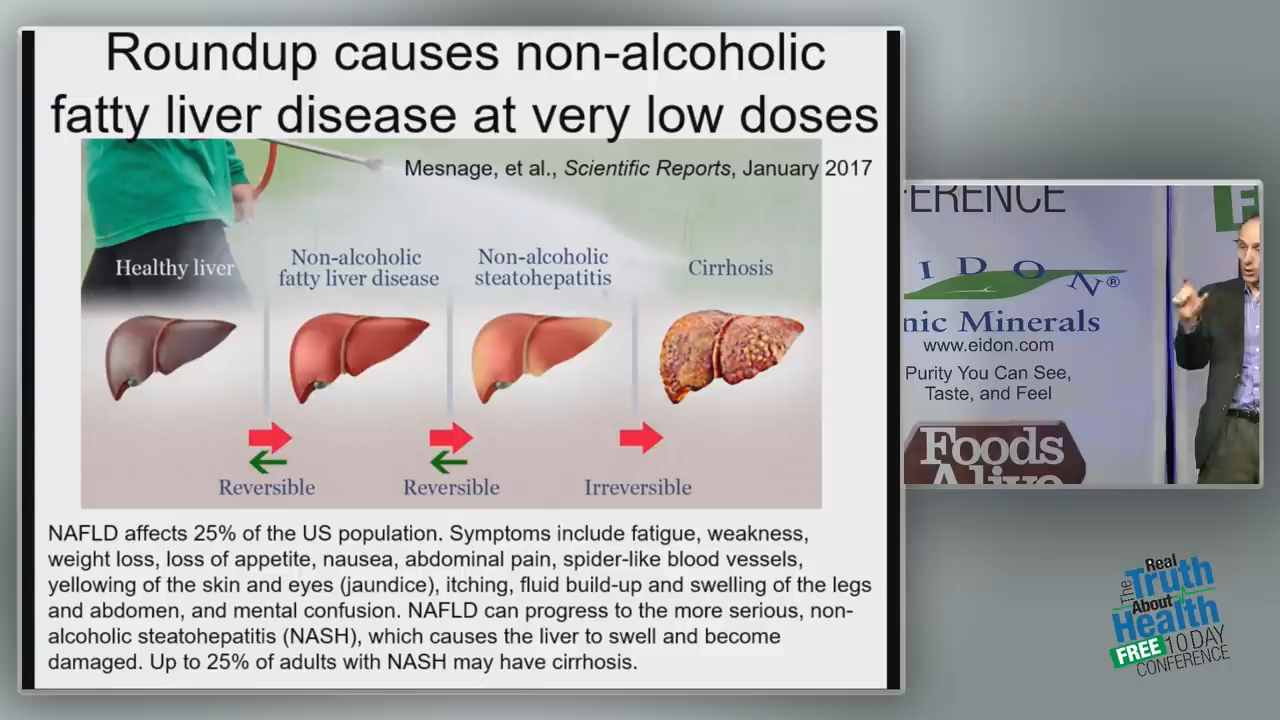 Roundup causes non-alcoholic
fatty liver disease at very low doses
Mesnage, et al., Scientific Reports, January 2017
Healthy liver
Non-alcoholic
fatty liver disease
Non-alcoholic
steatohepatitis
Cirrhosis
Reversible
Reversible
Irreversible
NAFLD affects 25% of the US population. Symptoms include fatigue, weakness,
weight loss, loss of appetite, nausea, abdominal pain, spider-like blood vessels,
yellowing of the skin and eyes (jaundice), itching, fluid build-up and swelling of the legs
and abdomen, and mental confusion. NAFLD can progress to the more serious, non-
alcoholic steatohepatitis (NASH), which causes the liver to swell and become
damaged. Up to 25% of adults with NASH may have cirrhosis.
FERENCE
F
IDON®
nic Minerals
www.eidon.com
Purity You Can See,
Taste, and Feel
Foods
Alive
The Real
Truth
About
Health
FREE 10 DAY
CONFERENCE